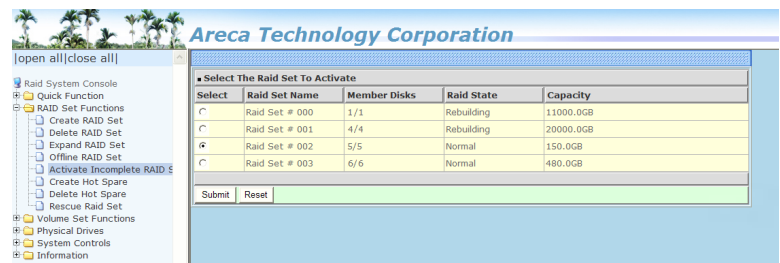 Areca Technology Corporation
|open all|close all|
Raid System Console
Quick Function
RAID Set Functions
Create RAID Set
Delete RAID Set
Expand RAID Set
Offline RAID Set
Activate Incomplete RAID S
Create Hot Spare
Delete Hot Spare
Rescue Raid Set
Volume Set Functions
Physical Drives
System Controls
Information
Select The Raid Set To Activate
Select Raid Set Name Member Disks Raid State Capacity
Raid Set # 000 1/1 Rebuilding 11000.0GB
Raid Set # 001 4/4 Rebuilding 20000.0GB
Raid Set # 002 5/5 Normal 150.0GB
Raid Set # 003 6/6 Normal 480.0GB
Submit Reset